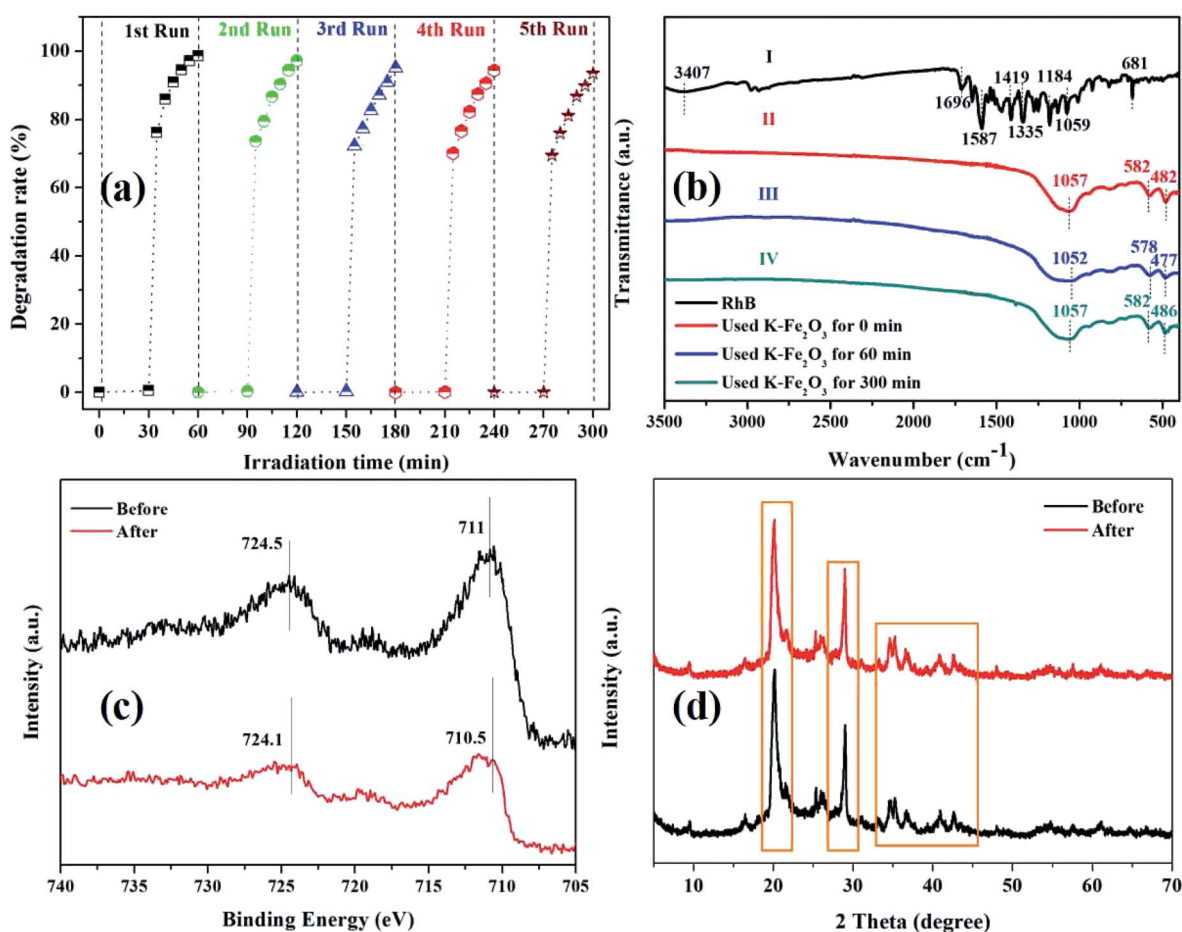 1st Run 2nd Run 3rd Run 4th Run 5th Run
100
80
60
40
20
0
(a)
Degradation rate (%)
0 30 60 90 120 150 180 210 240 270 300
Irradiation time (min)
I
3407
1696
1587
1419
1335
1184
1059
681
II
(b)
1057
582
482
III
1052
578
477
IV
1057
582
486
RhB
Used K-Fe₂O₃ for 0 min
Used K-Fe₂O₃ for 60 min
Used K-Fe₂O₃ for 300 min
Transmittance (a.u.)
3500 3000 2500 2000 1500 1000 500
Wavenumber (cm⁻¹)
Before
After
724.5
711
(c)
724.1
710.5
Intensity (a.u.)
740 735 730 725 720 715 710 705
Binding Energy (eV)
Before
After
(d)
Intensity (a.u.)
10 20 30 40 50 60 70
2 Theta (degree)